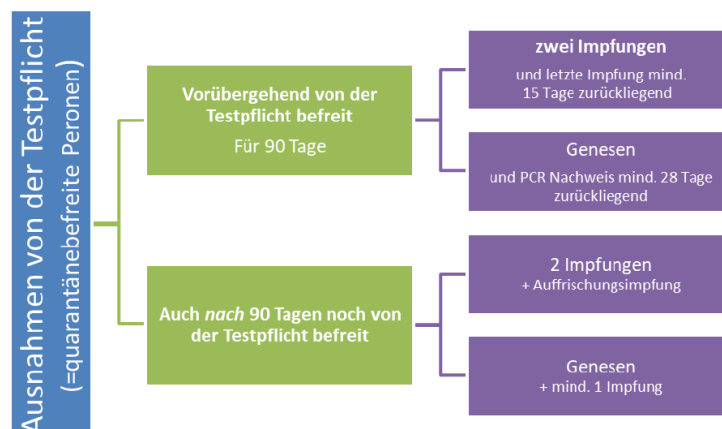 Ausnahmen von der Testpflicht
(=quarantänebefreite Peronen)
Vorübergehend von der
Testpflicht befreit
Für 90 Tage
zwei Impfungen
und letzte Impfung mind.
15 Tage zurückliegend
Genesen
und PCR Nachweis mind. 28 Tage
zurückliegend
Auch nach 90 Tagen noch von
der Testpflicht befreit
2 Impfungen
+ Auffrischungsimpfung
Genesen
+ mind. 1 Impfung